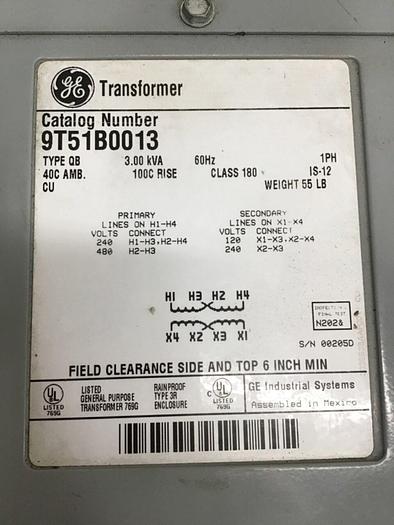 GE Transformer
Catalog Number
9T51B0013
TYPE QB 3.00 kVA 60Hz 1PH
40C AMB. 100C RISE CLASS 180 IS-12
CU WEIGHT 55 LB
PRIMARY SECONDARY
LINES ON H1-H4 LINES ON X1-X4
VOLTS CONNECT VOLTS CONNECT
240 H1-H3,H2-H4 120 X1-X3,X2-X4
480 H2-H3 240 X2-X3
H1 H3 H2 H4
X4 X2 X3 X1
FINAL TEST
N202&
S/N 00205D
FIELD CLEARANCE SIDE AND TOP 6 INCH MIN
UL LISTED 769G
LISTED
GENERAL PURPOSE
TRANSFORMER 769G
RAINPROOF
TYPE 3R
ENCLOSURE
C UL LISTED 769G
GE Industrial Systems
Assembled in Mexico